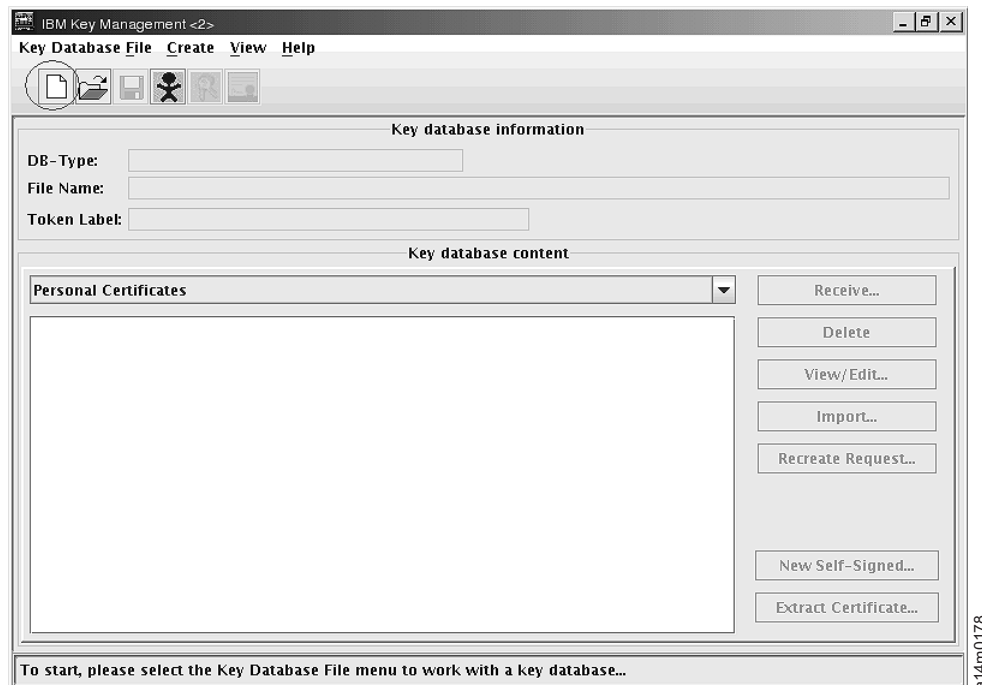 IBM Key Management <2>
Key Database File Create View Help
Key database information
DB-Type:
File Name:
Token Label:
Key database content
Personal Certificates
Receive...
Delete
View/Edit...
Import...
Recreate Request...
New Self-Signed...
Extract Certificate...
To start, please select the Key Database File menu to work with a key database...